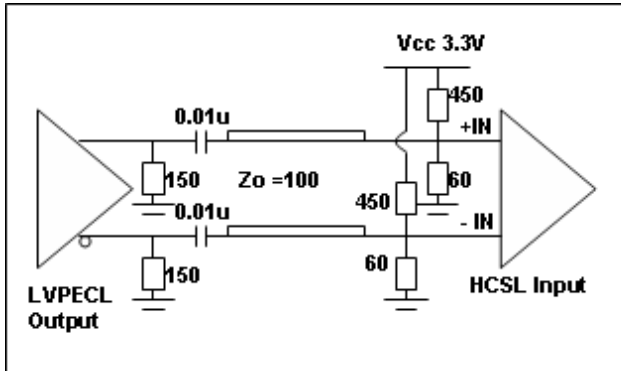 Vcc 3.3V
0.01u
450
+IN
150
Zo =100
60
0.01u
450
- IN
150
60
LVPECL
Output
HCSL Input